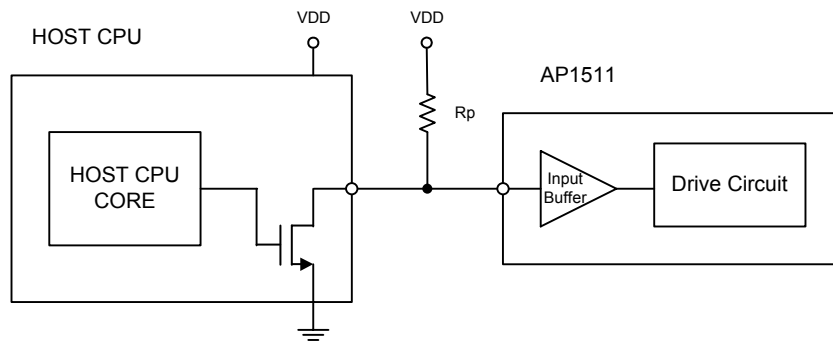 VDD
VDD
HOST CPU
AP1511
Rp
HOST CPU
CORE
Input
Buffer
Drive Circuit